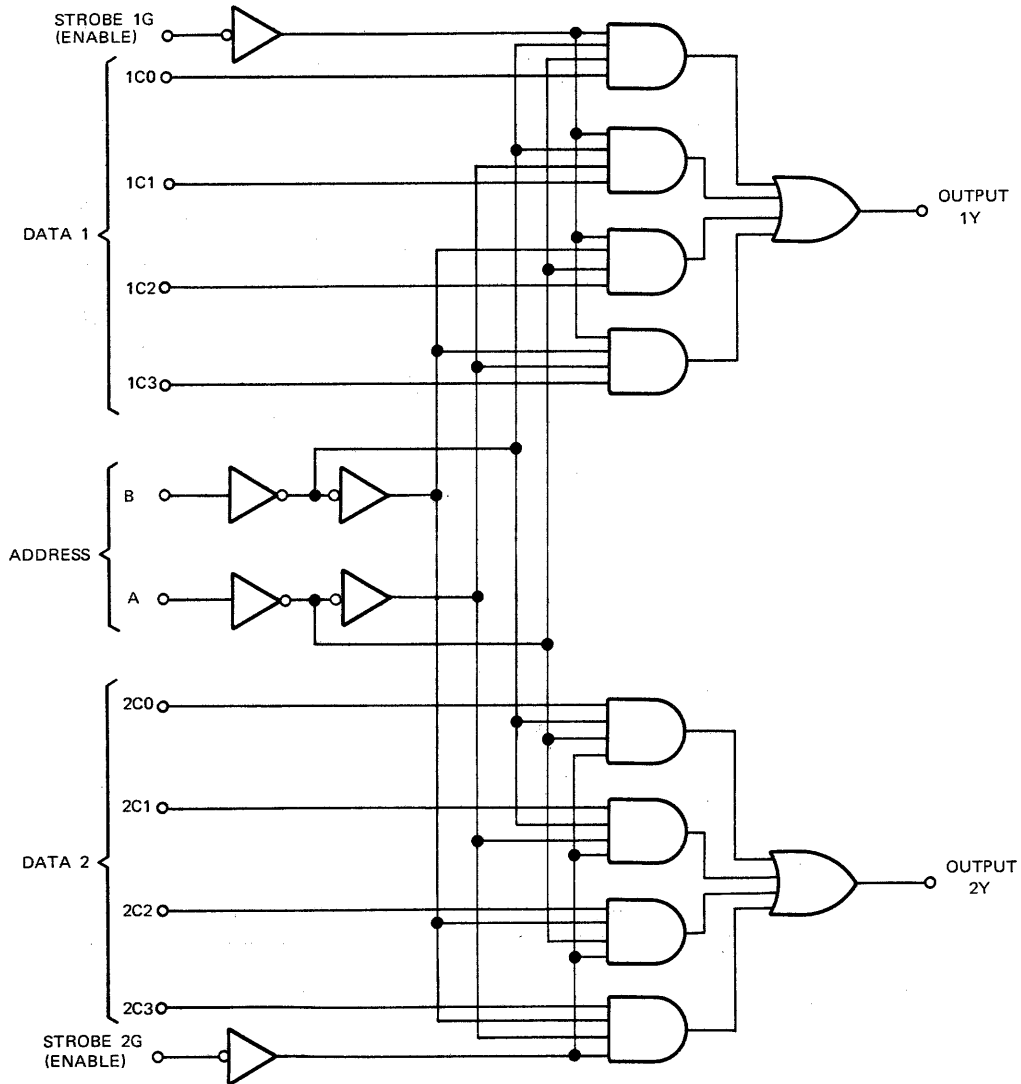 STROBE 1G
(ENABLE)
1C0
1C1
DATA 1
1C2
1C3
OUTPUT
1Y
B
ADDRESS
A
2C0
2C1
DATA 2
2C2
2C3
STROBE 2G
(ENABLE)
OUTPUT
2Y